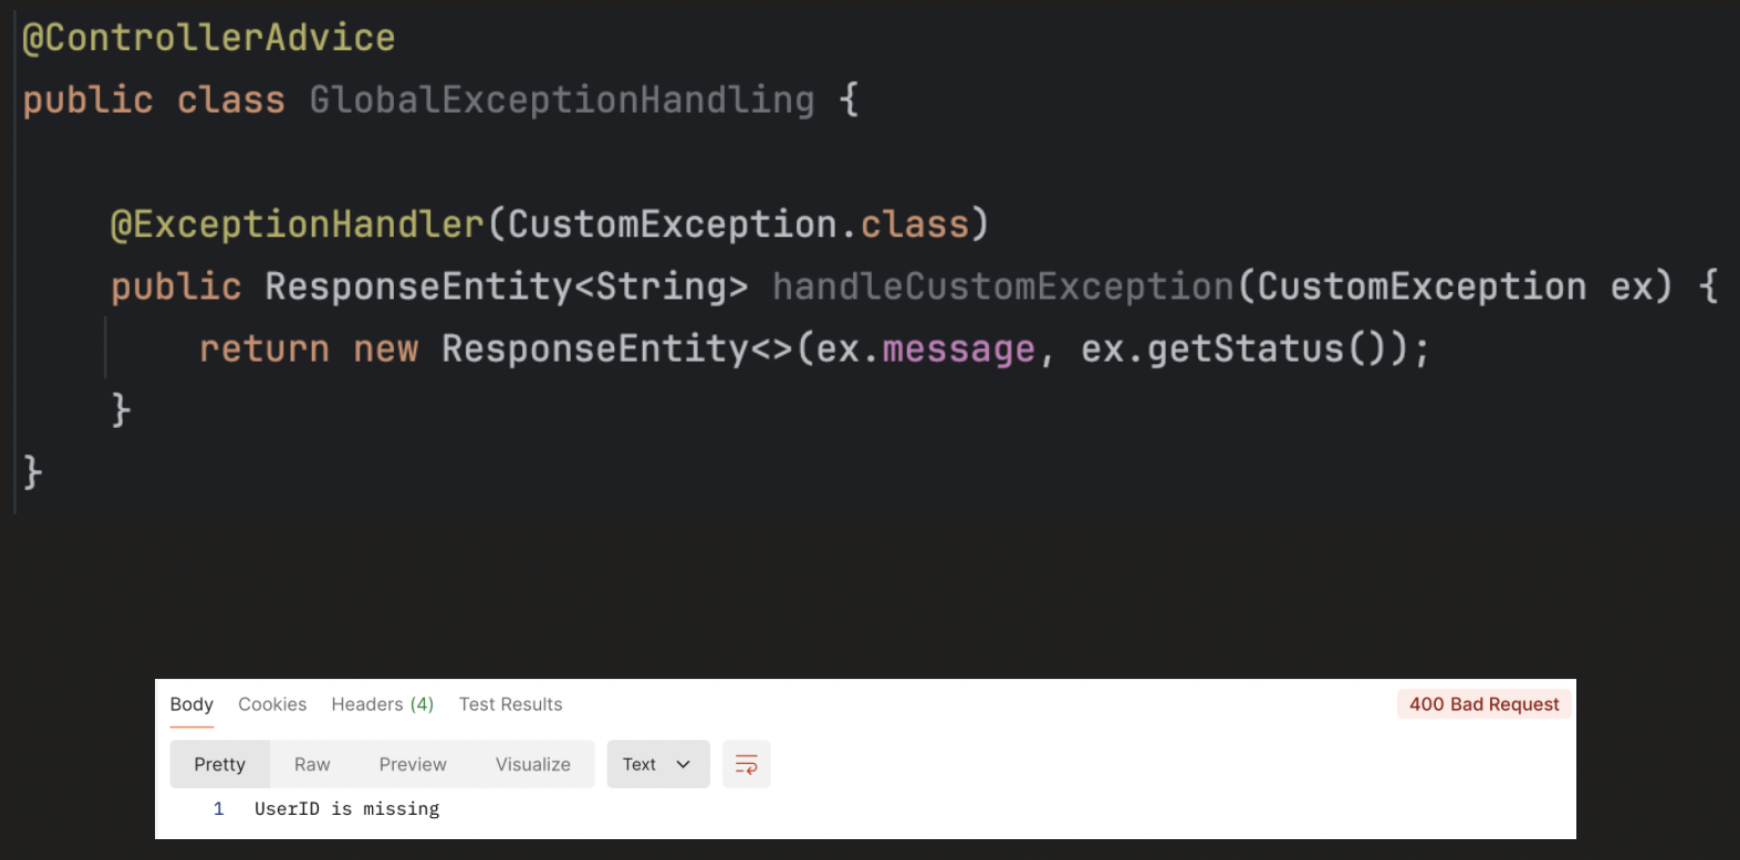 @ControllerAdvice
public class GlobalExceptionHandling {
@ExceptionHandler(CustomException.class)
public ResponseEntity<String> handleCustomException(CustomException ex) {
return new ResponseEntity<>(ex.message, ex.getStatus());
}
}
Body Cookies Headers (4) Test Results 400 Bad Request
Pretty Raw Preview Visualize Text
1 UserID is missing